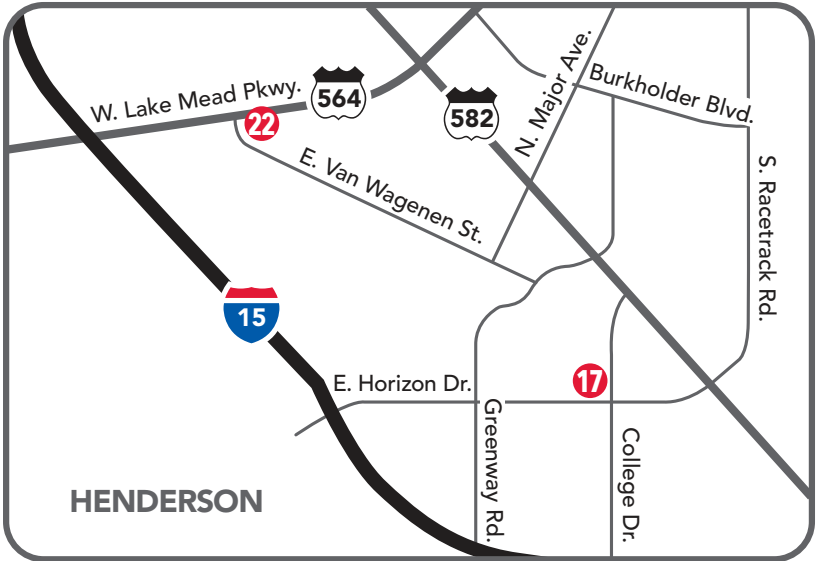 W. Lake Mead Pkwy.
564
22
582
N. Major Ave.
Burkholder Blvd.
E. Van Wagenen St.
S. Racetrack Rd.
15
E. Horizon Dr.
17
Greenway Rd.
College Dr.
HENDERSON